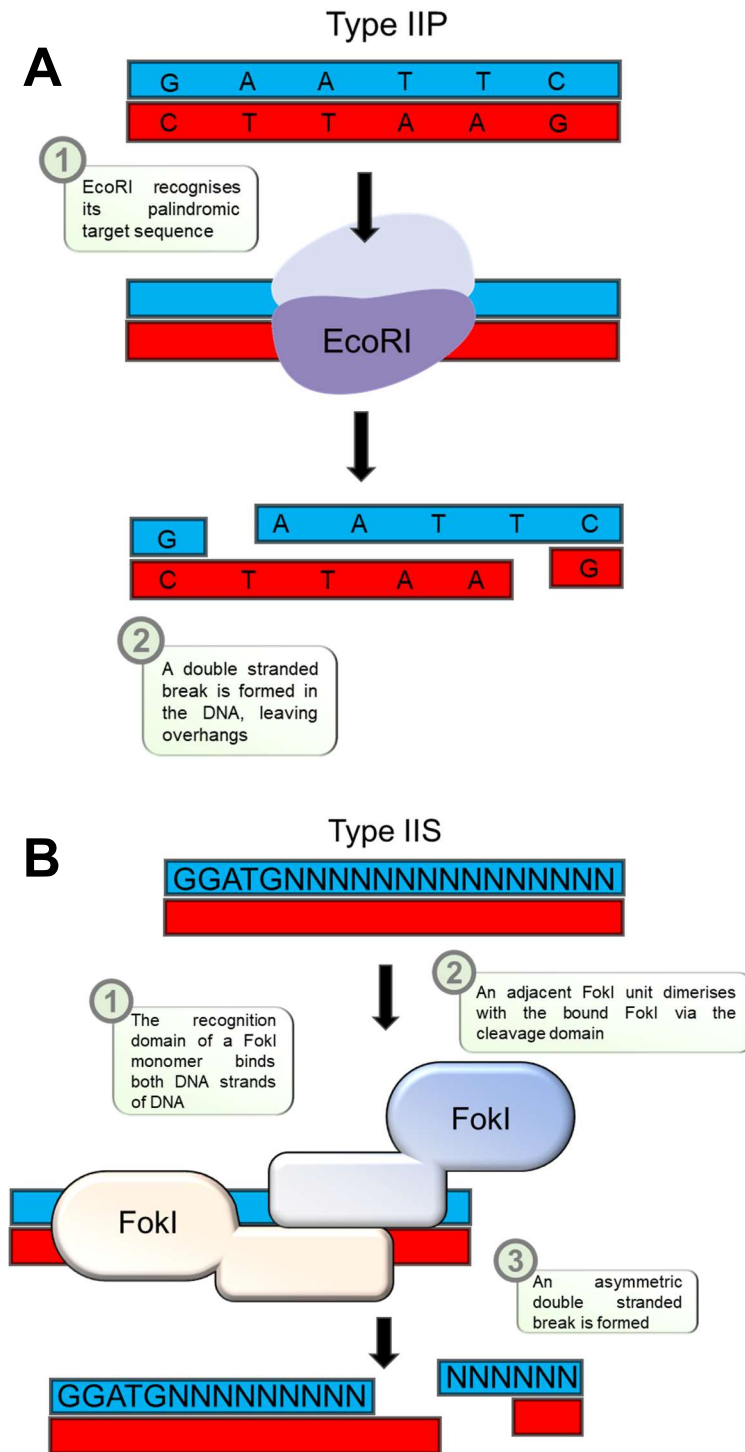 Type IIP
A
G A A T T C
C T T A A G
1
EcoRI recognises
its palindromic
target sequence
EcoRI
G
A A T T C
C T T A A
G
2
A double stranded
break is formed in
the DNA, leaving
overhangs
Type IIS
B
GGATGNNNNNNNNNNNNNNN
1
The recognition
domain of a FokI
monomer binds
both DNA strands
of DNA
2
An adjacent FokI unit dimerises
with the bound FokI via the
cleavage domain
FokI
FokI
3
An asymmetric
double stranded
break is formed
GGATGNNNNNNNNN
NNNNNN